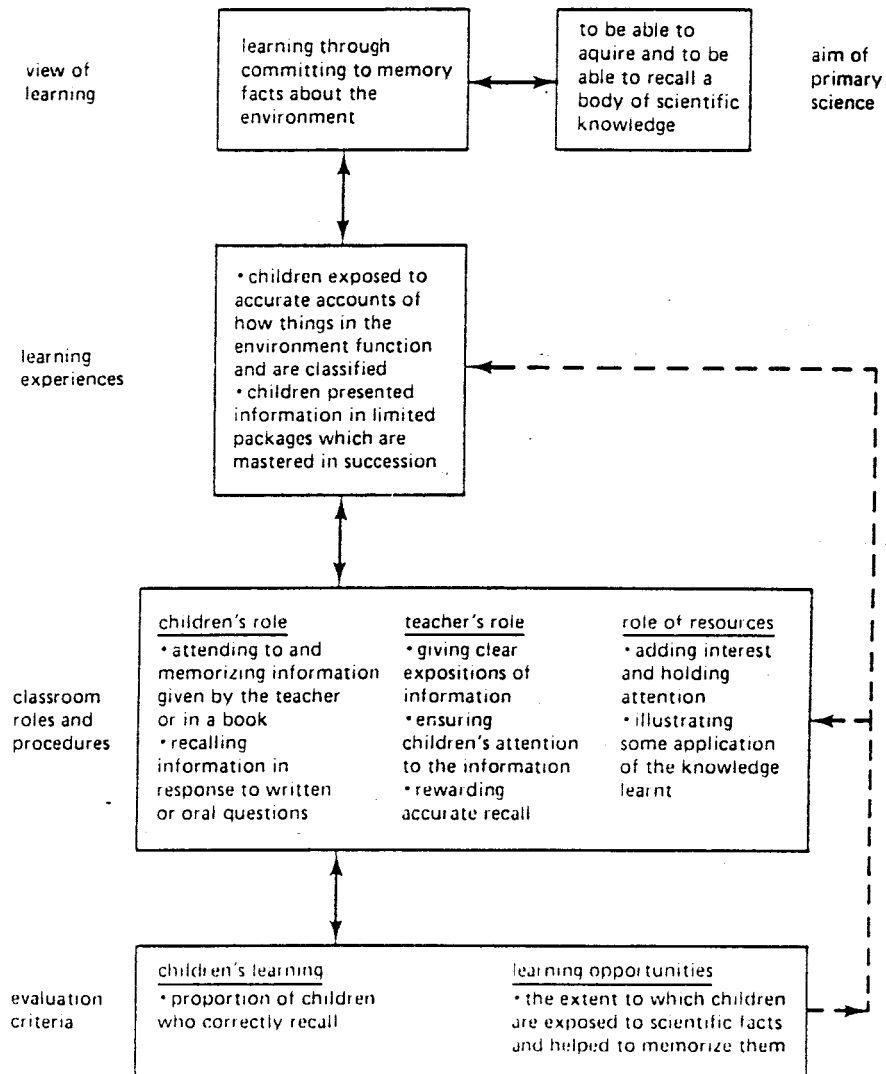 view of
learning
learning through
committing to memory
facts about the
environment
to be able to
aquire and to be
able to recall a
body of scientific
knowledge
aim of
primary
science
learning
experiences
• children exposed to
accurate accounts of
how things in the
environment function
and are classified
• children presented
information in limited
packages which are
mastered in succession
classroom
roles and
procedures
children's role
• attending to and
memorizing information
given by the teacher
or in a book
• recalling
information in
response to written
or oral questions
teacher's role
• giving clear
expositions of
information
• ensuring
children's attention
to the information
• rewarding
accurate recall
role of resources
• adding interest
and holding
attention
• illustrating
some application
of the knowledge
learnt
evaluation
criteria
children's learning
• proportion of children
who correctly recall
learning opportunities
• the extent to which children
are exposed to scientific facts
and helped to memorize them